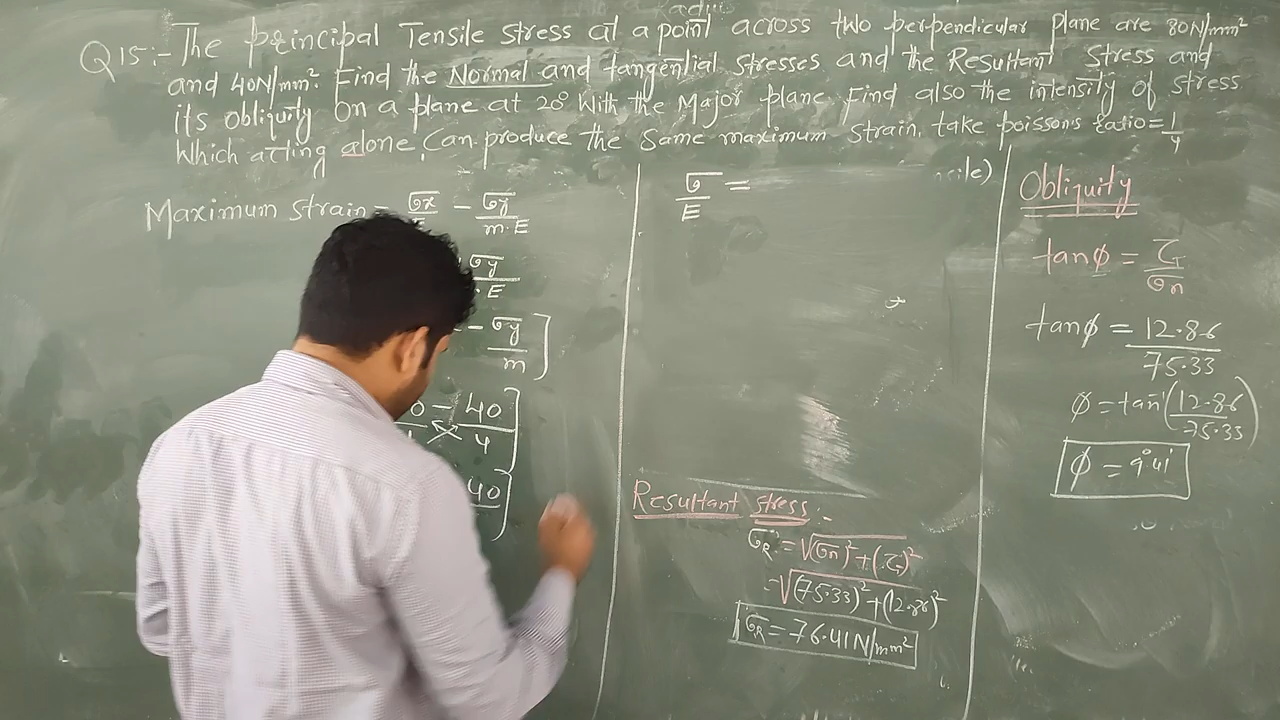 Q15:- The principal Tensile stress at a point across two perpendicular plane are 80N/mm²
and 40N/mm². Find the Normal and tangential stresses and the Resultant Stress and
its obliquity on a plane at 20° With the Major plane. Find also the intensity of stress
Which acting alone Can produce the same maximum strain. take poisson's ratio = 1/4
Maximum strain = σx/ - σy/m.E
σy/.E
- σy/m]
0 - 40/4]
40]
σ/E =
Resultant stress:-
σR = √(σn)² + (τ)²
= √(75.33)² + (12.86)²
σR = 76.41 N/mm²
Obliquity
tanφ = τ/σn
tanφ = 12.86/75.33
φ = tan⁻¹(12.86/75.33)
φ = 9°41'